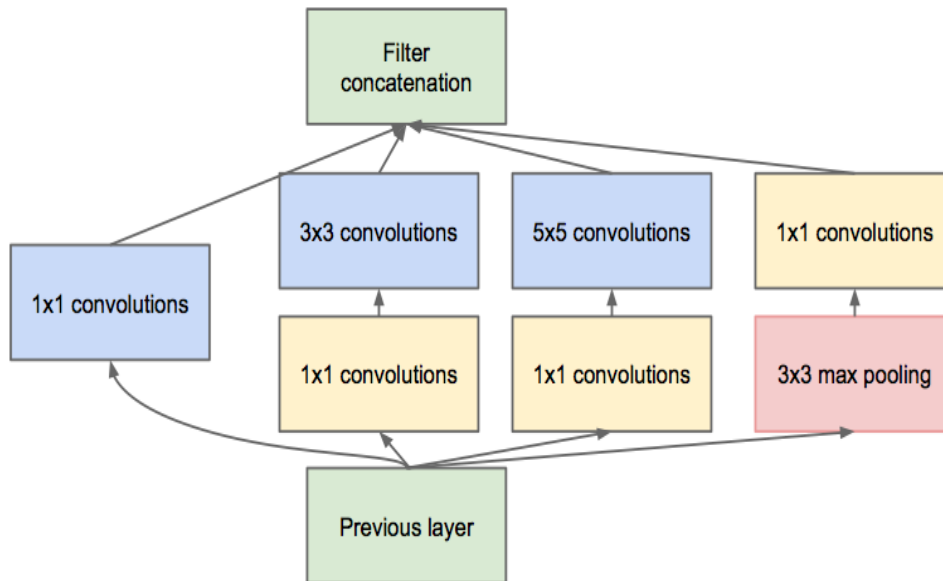 Filter
concatenation
3x3 convolutions
5x5 convolutions
1x1 convolutions
1x1 convolutions
1x1 convolutions
1x1 convolutions
3x3 max pooling
Previous layer